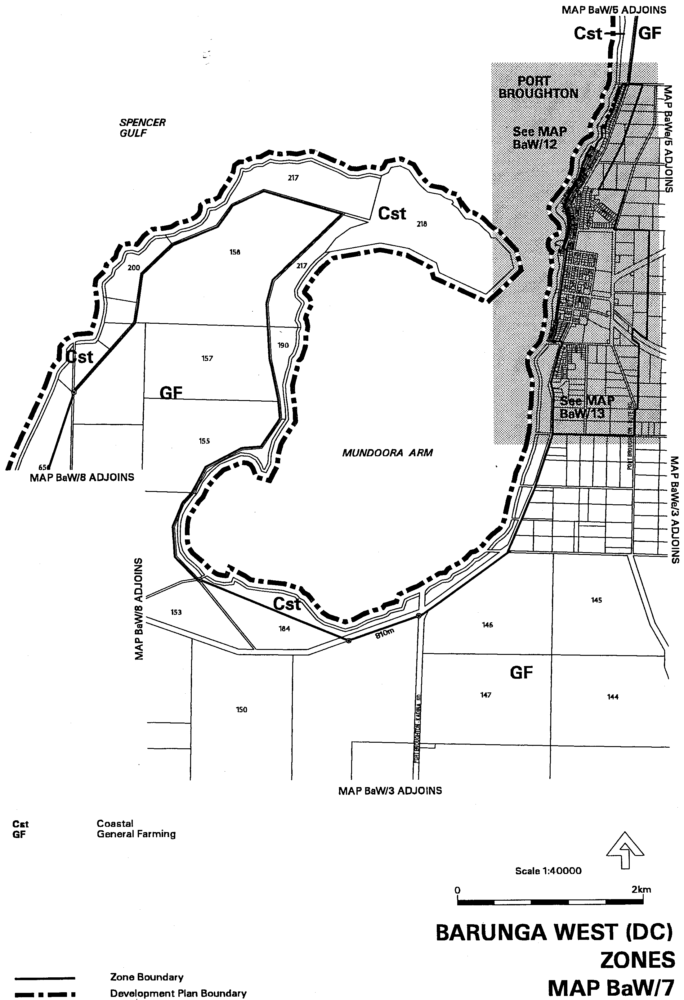 MAP BaW/5 ADJOINS
Cst GF
PORT
BROUGHTON
MAP BaWe/5 ADJOINS
SPENCER
GULF
See MAP
BaW/12
217
Cst
218
158
200
217
190
Cst
157
GF
See MAP
BaW/13
155
MUNDOORA ARM
PORT BROUGHTON
MAP BaWe/3 ADJOINS
MAP BaW/8 ADJOINS
MAP BaW/8 ADJOINS
Cst
145
153
146
184
810m
GF
147
144
150
PORT BROUGHTON - KADINA RD
MAP BaW/3 ADJOINS
Cst Coastal
GF General Farming
Scale 1:40000
0 2km
BARUNGA WEST (DC)
ZONES
MAP BaW/7
Zone Boundary
Development Plan Boundary